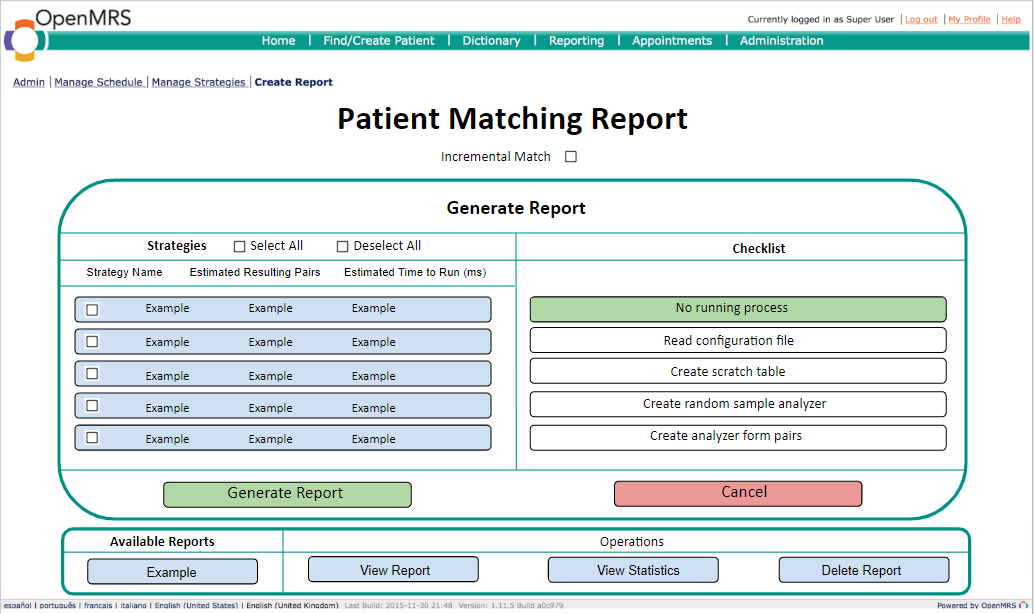 OpenMRS
Currently logged in as Super User | Log out | My Profile | Help
Home | Find/Create Patient | Dictionary | Reporting | Appointments | Administration
Admin | Manage Schedule | Manage Strategies | Create Report
Patient Matching Report
Incremental Match
Generate Report
Strategies Select All Deselect All
Checklist
Strategy Name Estimated Resulting Pairs Estimated Time to Run (ms)
Example Example Example
No running process
Example Example Example
Read configuration file
Example Example Example
Create scratch table
Example Example Example
Create random sample analyzer
Example Example Example
Create analyzer form pairs
Generate Report Cancel
Available Reports Operations
Example View Report View Statistics Delete Report
español | português | francais | italiano | English (United States) | English (United Kingdom) Last Build: 2015-11-30 21:48 Version: 1.11.5 Build a0c979 Powered by OpenMRS